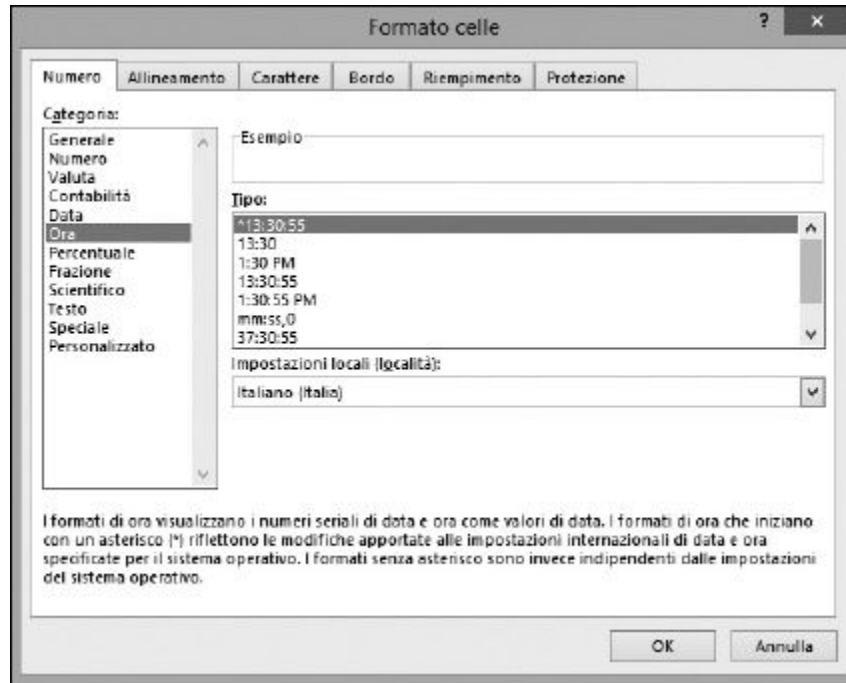 Formato celle
? ×
Numero Allineamento Carattere Bordo Riempimento Protezione
Categoria:
Generale
Numero
Valuta
Contabilità
Data
Ora
Percentuale
Frazione
Scientifico
Testo
Speciale
Personalizzato
Esempio
Tipo:
*13:30:55
13:30
1:30 PM
13:30:55
1:30:55 PM
mm:ss,0
37:30:55
Impostazioni locali (località):
Italiano (Italia)
I formati di ora visualizzano i numeri seriali di data e ora come valori di data. I formati di ora che iniziano
con un asterisco (*) riflettono le modifiche apportate alle impostazioni internazionali di data e ora
specificate per il sistema operativo. I formati senza asterisco sono invece indipendenti dalle impostazioni
del sistema operativo.
OK Annulla